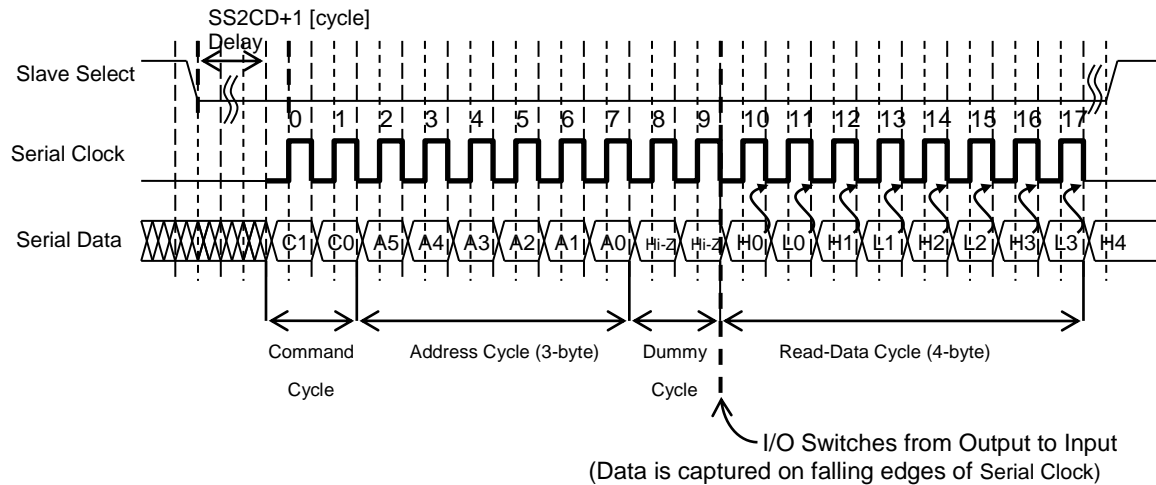 SS2CD+1 [cycle]
Delay
Slave Select
0 1 2 3 4 5 6 7 8 9 10 11 12 13 14 15 16 17
Serial Clock
Serial Data
C1 C0 A5 A4 A3 A2 A1 A0 Hi-Z Hi-Z H0 L0 H1 L1 H2 L2 H3 L3 H4
Command
Cycle
Address Cycle (3-byte)
Dummy
Cycle
Read-Data Cycle (4-byte)
I/O Switches from Output to Input
(Data is captured on falling edges of Serial Clock)